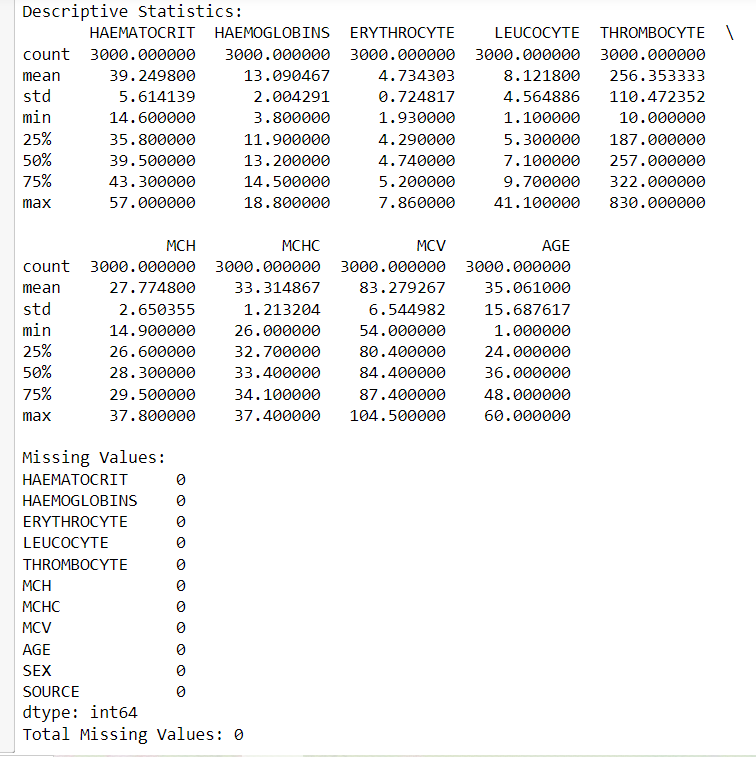 Descriptive Statistics:
       HAEMATOCRIT  HAEMOGLOBINS  ERYTHROCYTE    LEUCOCYTE  THROMBOCYTE  \
count  3000.000000   3000.000000  3000.000000  3000.000000  3000.000000
mean     39.249800     13.090467     4.734303     8.121800   256.353333
std       5.614139      2.004291     0.724817     4.564886   110.472352
min      14.600000      3.800000     1.930000     1.100000    10.000000
25%      35.800000     11.900000     4.290000     5.300000   187.000000
50%      39.500000     13.200000     4.740000     7.100000   257.000000
75%      43.300000     14.500000     5.200000     9.700000   322.000000
max      57.000000     18.800000     7.860000    41.100000   830.000000

               MCH         MCHC          MCV          AGE
count  3000.000000  3000.000000  3000.000000  3000.000000
mean     27.774800    33.314867    83.279267    35.061000
std       2.650355     1.213204     6.544982    15.687617
min      14.900000    26.000000    54.000000     1.000000
25%      26.600000    32.700000    80.400000    24.000000
50%      28.300000    33.400000    84.400000    36.000000
75%      29.500000    34.100000    87.400000    48.000000
max      37.800000    37.400000   104.500000    60.000000

Missing Values:
HAEMATOCRIT     0
HAEMOGLOBINS    0
ERYTHROCYTE     0
LEUCOCYTE       0
THROMBOCYTE     0
MCH             0
MCHC            0
MCV             0
AGE             0
SEX             0
SOURCE          0
dtype: int64
Total Missing Values: 0